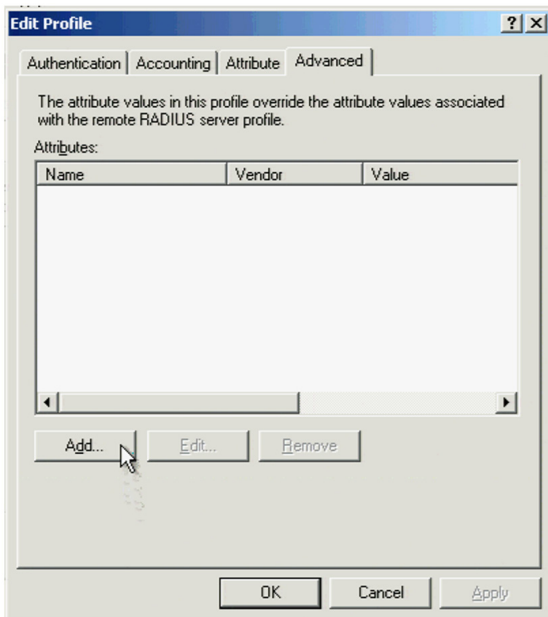 Edit Profile
Authentication Accounting Attribute Advanced
The attribute values in this profile override the attribute values associated
with the remote RADIUS server profile.
Attributes:
Name Vendor Value
Add... Edit... Remove
OK Cancel Apply